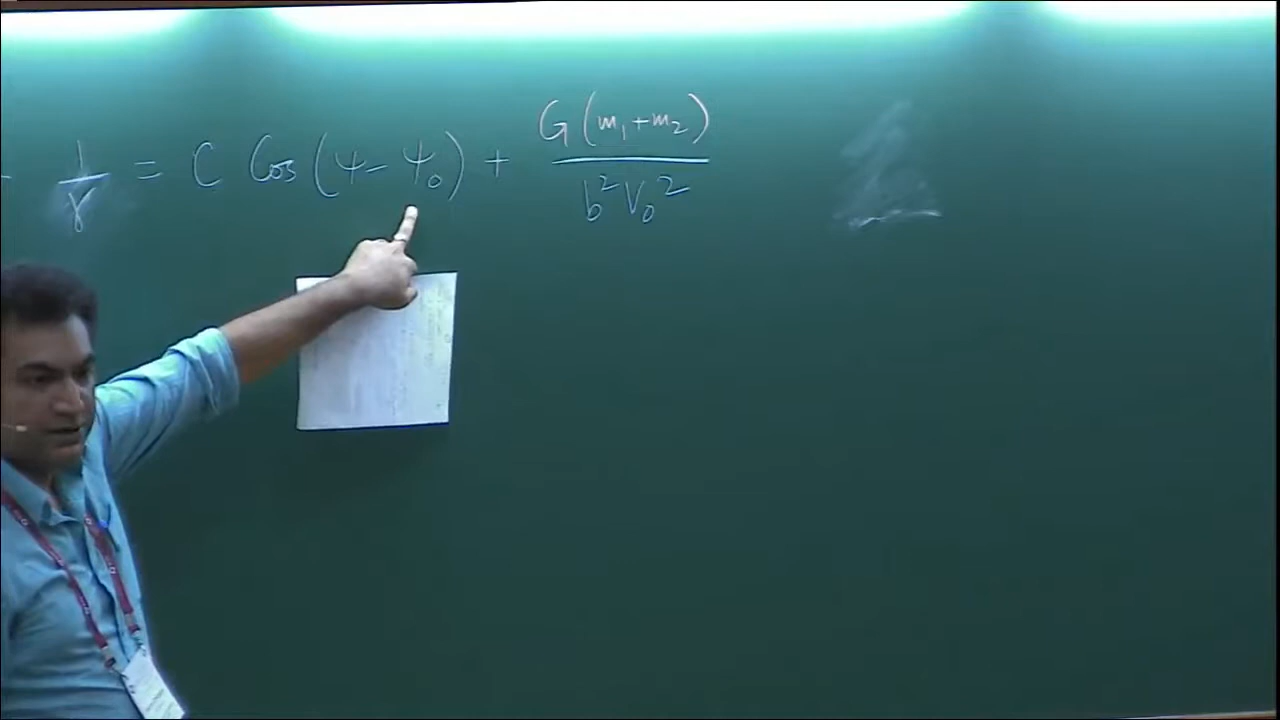 1/r = C Cos(ψ - ψ₀) + G(m₁+m₂)/b²V₀²